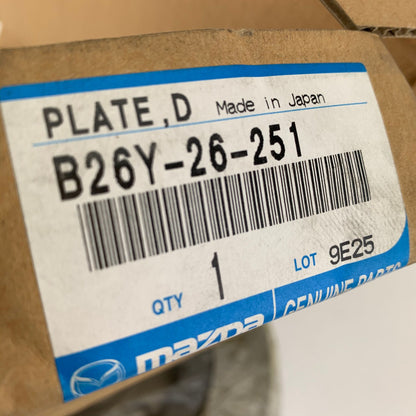 PLATE,D Made in Japan
B26Y-26-251
QTY 1 LOT 9E25
mazda GENUINE PARTS